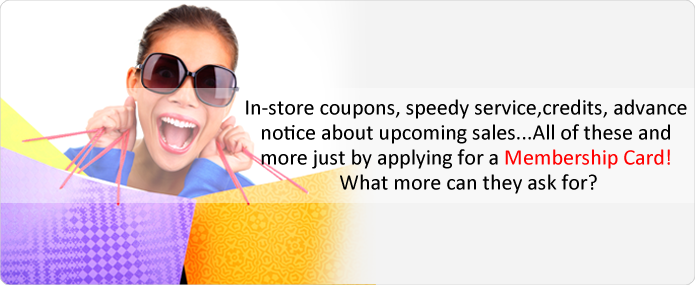 In-store coupons, speedy service,credits, advance
notice about upcoming sales...All of these and
more just by applying for a Membership Card!
What more can they ask for?